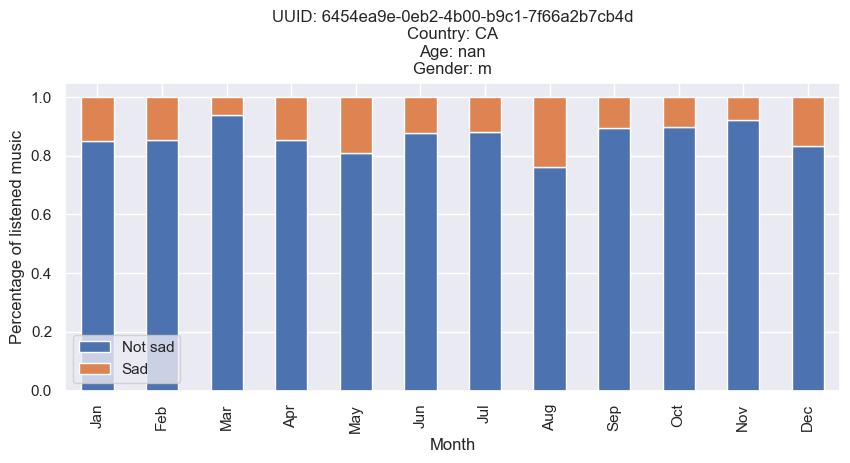 UUID: 6454ea9e-0eb2-4b00-b9c1-7f66a2b7cb4d
Country: CA
Age: nan
Gender: m
Percentage of listened music
1.0
0.8
0.6
0.4
0.2
0.0
Not sad
Sad
Jan Feb Mar Apr May Jun Jul Aug Sep Oct Nov Dec
Month